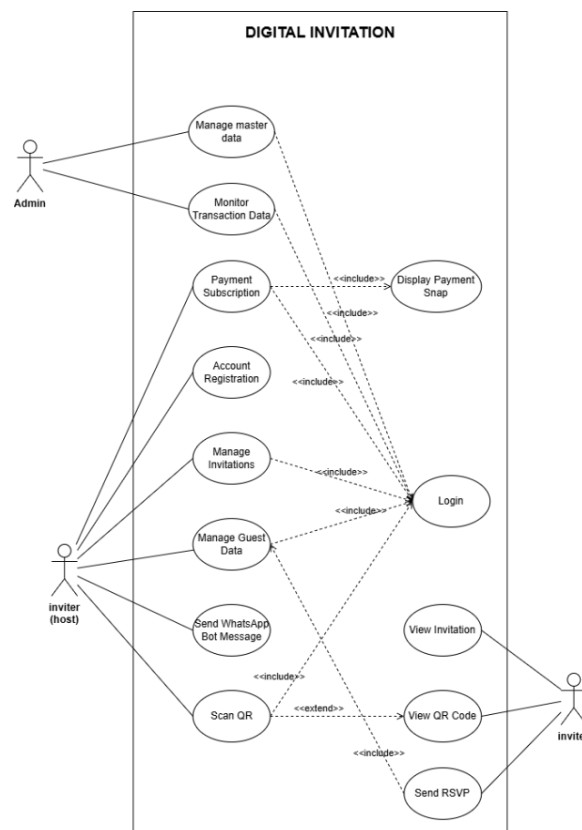 DIGITAL INVITATION
Manage master
data
Admin
Monitor
Transaction Data
Payment
Subscription
<<include>>
Display Payment
Snap
<<include>>
<<include>>
Account
Registration
<<include>>
Manage
Invitations
<<include>>
Login
<<include>>
Manage Guest
Data
inviter
(host)
Send WhatsApp
Bot Message
View Invitation
<<include>>
Scan QR
<<extend>>
View QR Code
invite
<<include>>
Send RSVP